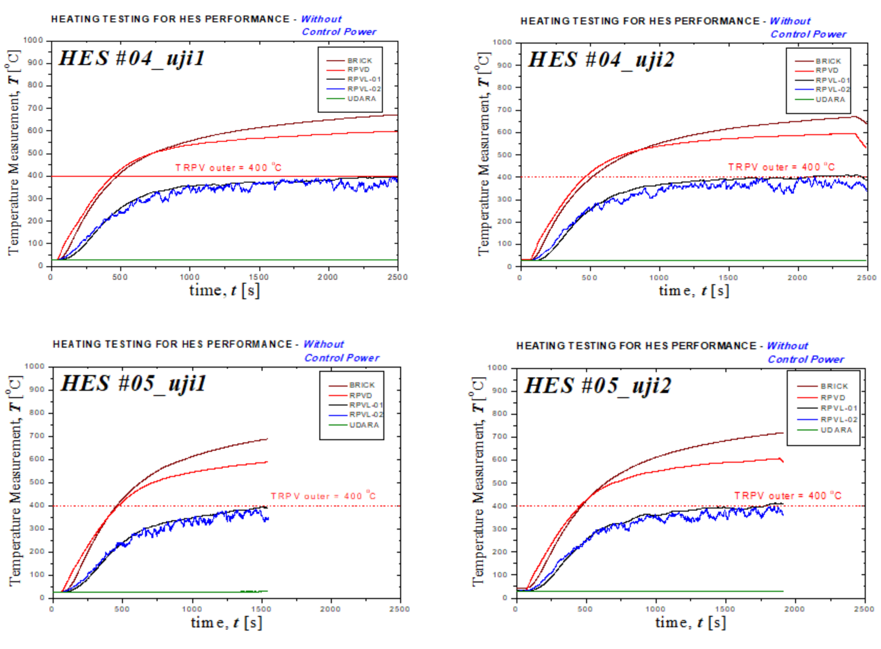 HEATING TESTING FOR HES PERFORMANCE - Without
Control Power
HES #04_uji1
BRICK
RPVD
RPVL-01
RPVL-02
UDARA
TRPV outer = 400 °C
Temperature Measurement, T [°C]
1000
900
800
700
600
500
400
300
200
100
0
0 500 1000 1500 2000 2500
time, t [s]
HEATING TESTING FOR HES PERFORMANCE - Without
Control Power
HES #04_uji2
BRICK
RPVD
RPVL-01
RPVL-02
UDARA
TRPV outer = 400 °C
Temperature Measurement, T [°C]
1000
900
800
700
600
500
400
300
200
100
0
0 500 1000 1500 2000 2500
time, t [s]
HEATING TESTING FOR HES PERFORMANCE - Without
Control Power
HES #05_uji1
BRICK
RPVD
RPVL-01
RPVL-02
UDARA
TRPV outer = 400 °C
Temperature Measurement, T [°C]
1000
900
800
700
600
500
400
300
200
100
0
0 500 1000 1500 2000 2500
time, t [s]
HEATING TESTING FOR HES PERFORMANCE - Without
Control Power
HES #05_uji2
BRICK
RPVD
RPVL-01
RPVL-02
UDARA
TRPV outer = 400 °C
Temperature Measurement, T [°C]
1000
900
800
700
600
500
400
300
200
100
0
0 500 1000 1500 2000 2500
time, t [s]